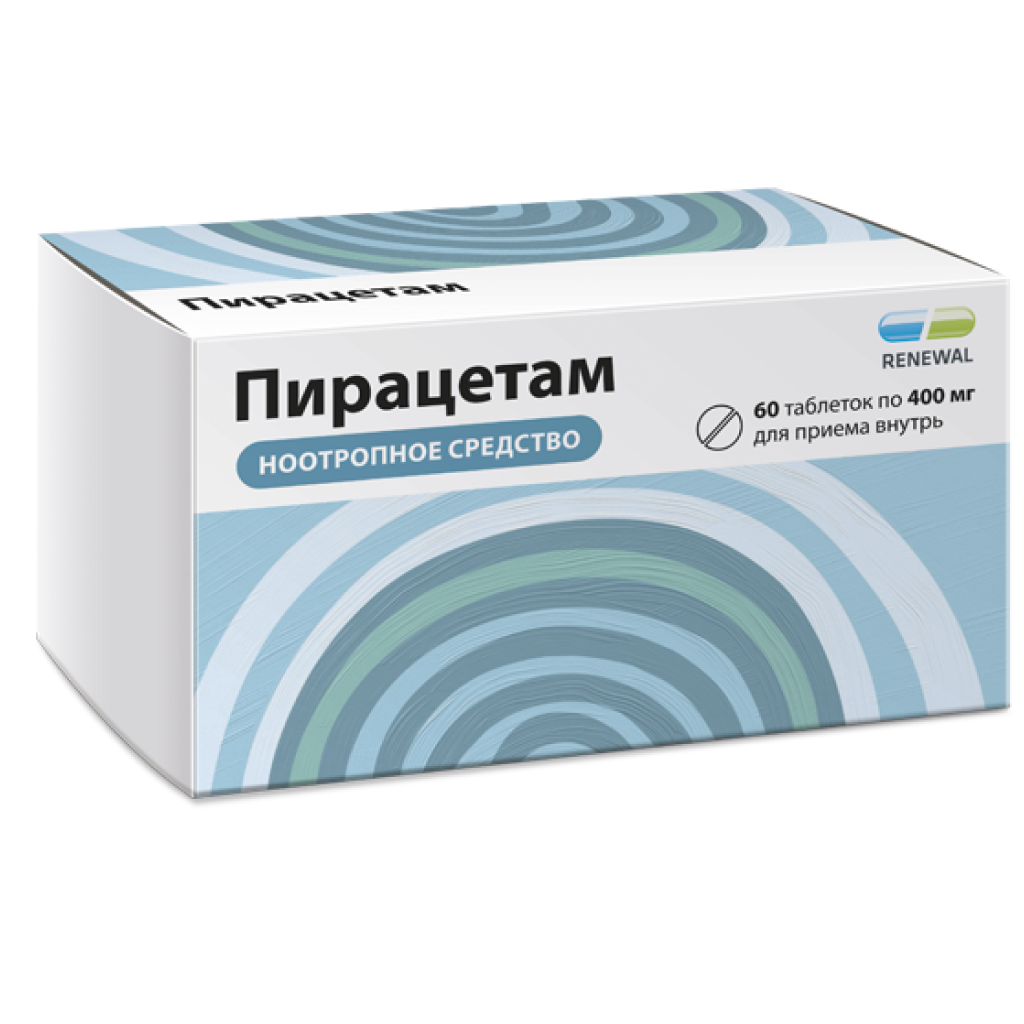 Пирацетам
Пирацетам
НООТРОПНОЕ СРЕДСТВО
RENEWAL
60 таблеток по 400 мг
для приема внутрь